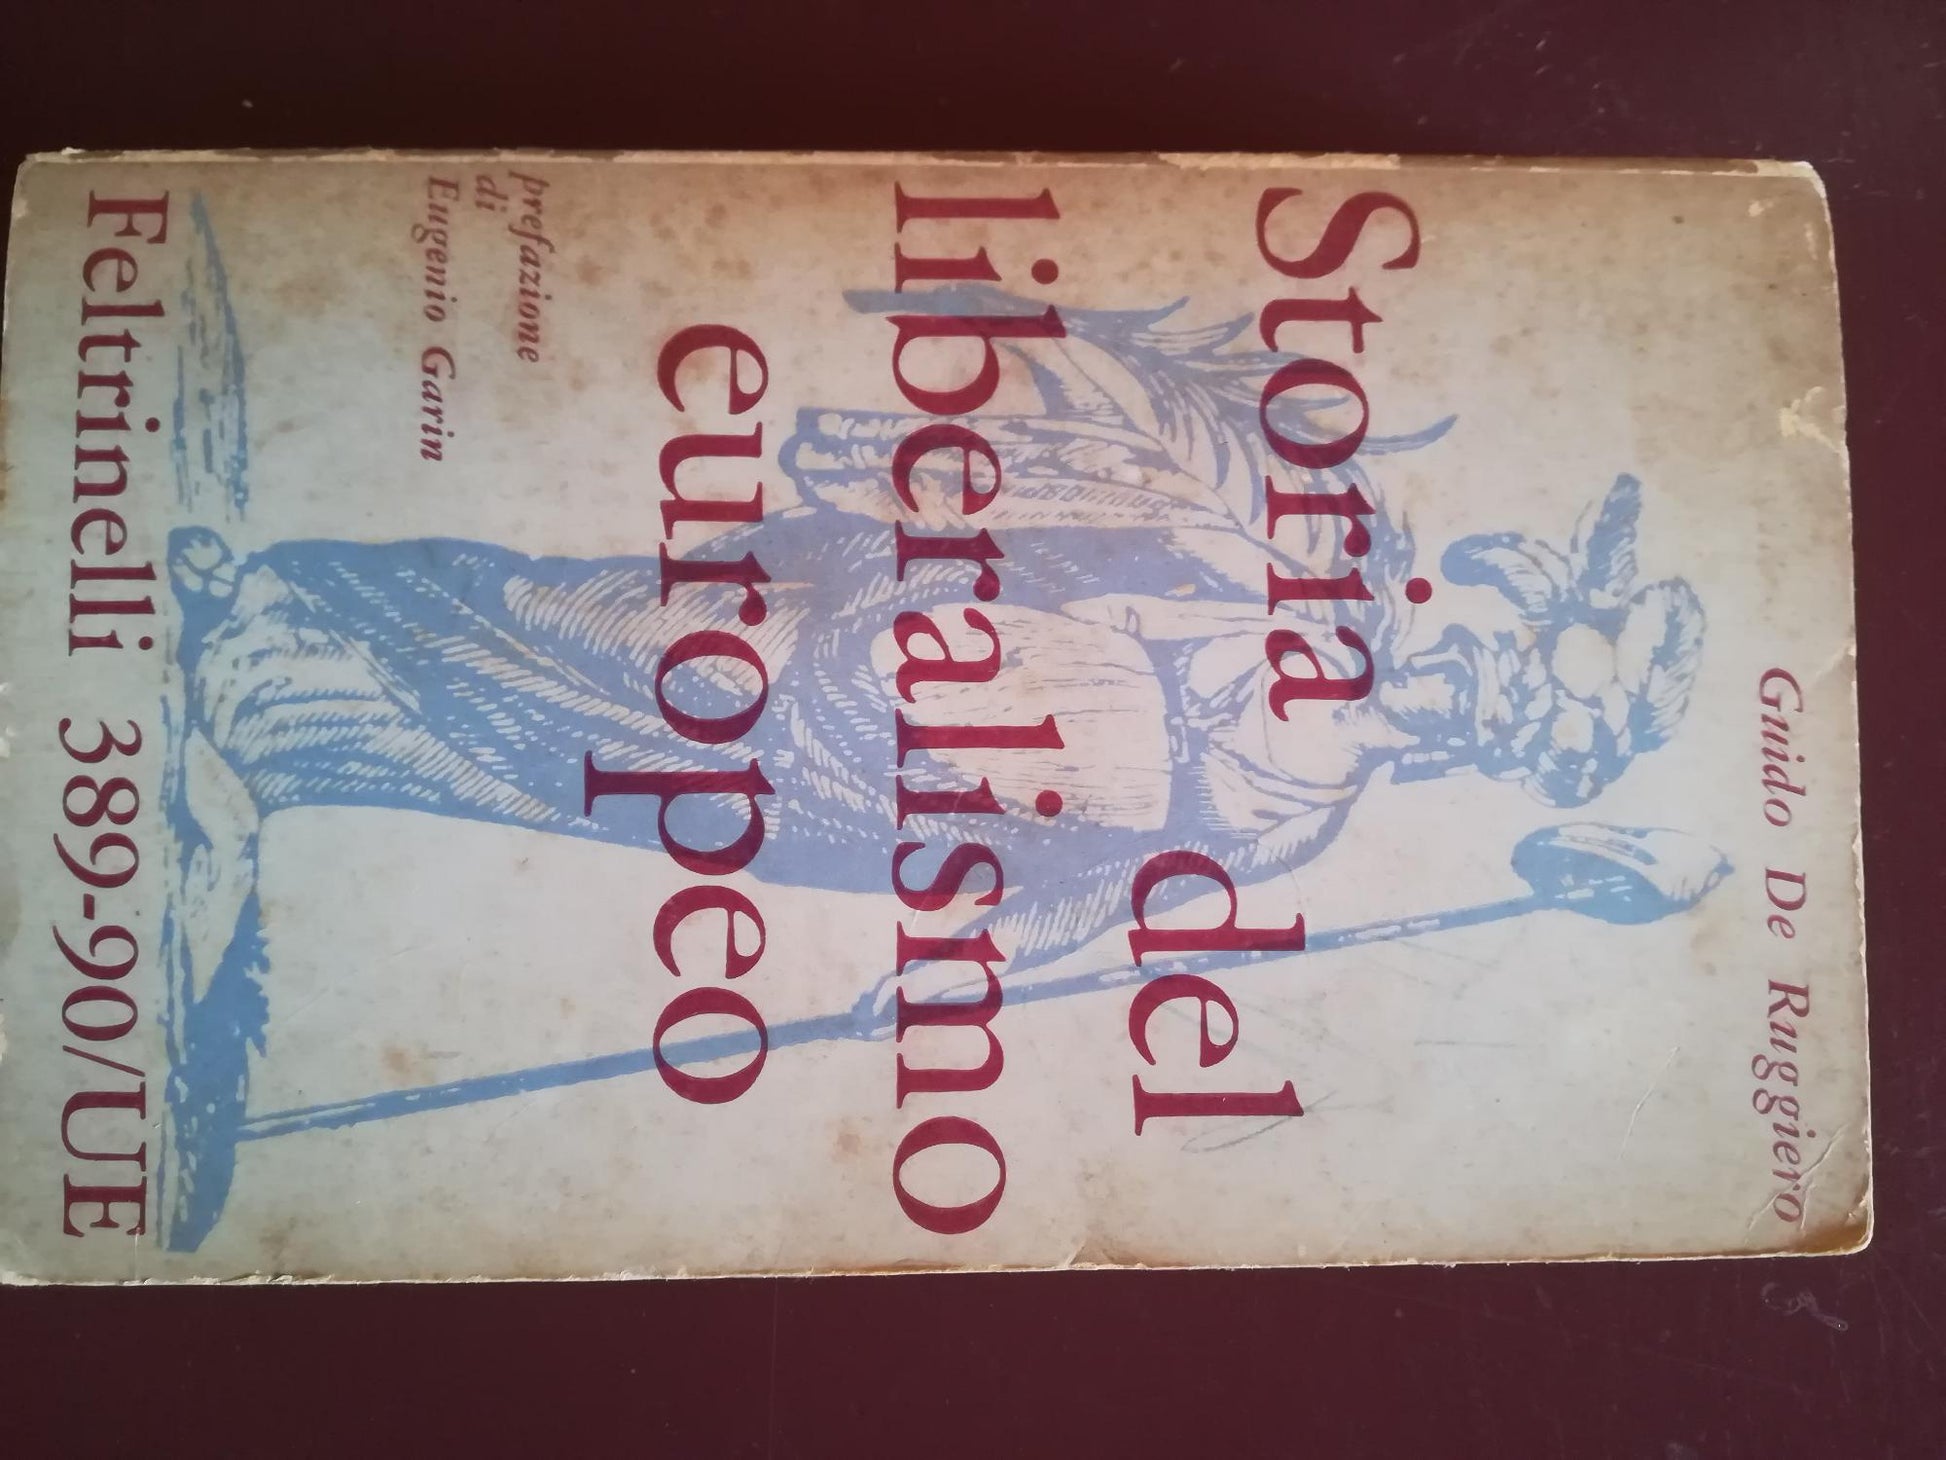 Guido De Ruggiero
Storia
del
liberalismo
europeo
prefazione
di
Eugenio Garin
Feltrinelli 389-90/UE